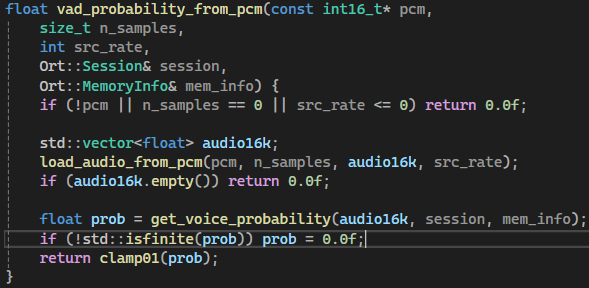 float vad_probability_from_pcm(const int16_t* pcm,
    size_t n_samples,
    int src_rate,
    Ort::Session& session,
    Ort::MemoryInfo& mem_info) {
    if (!pcm || n_samples == 0 || src_rate <= 0) return 0.0f;

    std::vector<float> audio16k;
    load_audio_from_pcm(pcm, n_samples, audio16k, src_rate);
    if (audio16k.empty()) return 0.0f;

    float prob = get_voice_probability(audio16k, session, mem_info);
    if (!std::isfinite(prob)) prob = 0.0f;
    return clamp01(prob);
}